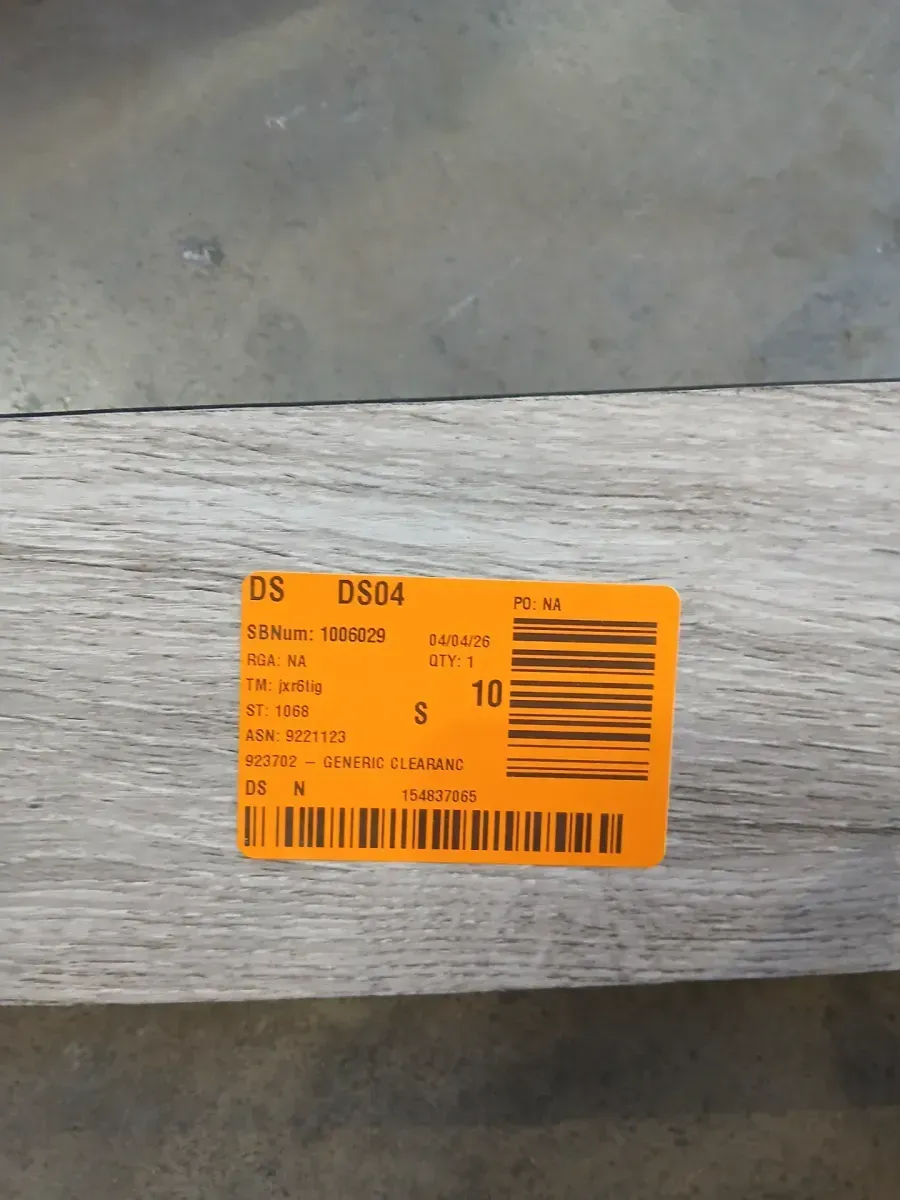 DS DS04
PO: NA
SBNum: 1006029 04/04/26
RGA: NA QTY: 1
TM: jxr6lig
10
ST: 1068 S
ASN: 9221123
923702 – GENERIC CLEARANC
DS N 154837065